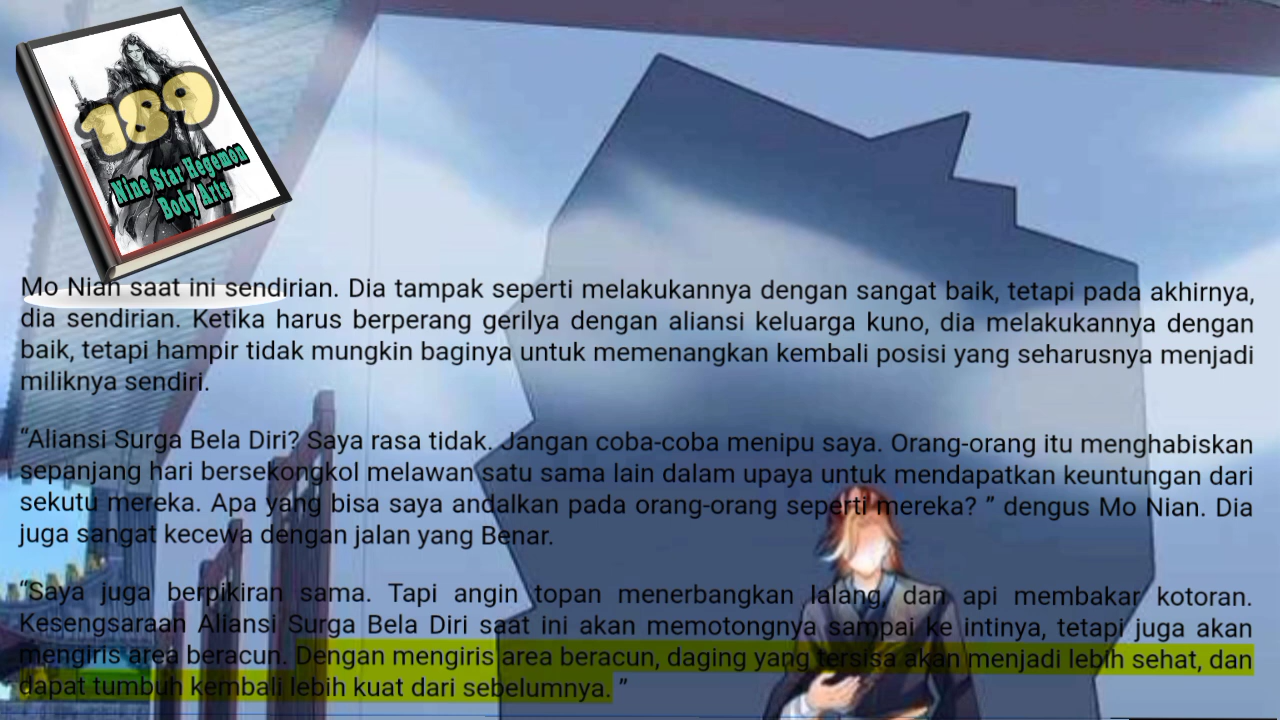 189
Nine Star Hegemon
Body Arts
Mo Nian saat ini sendirian. Dia tampak seperti melakukannya dengan sangat baik, tetapi pada akhirnya,
dia sendirian. Ketika harus berperang gerilya dengan aliansi keluarga kuno, dia melakukannya dengan
baik, tetapi hampir tidak mungkin baginya untuk memenangkan kembali posisi yang seharusnya menjadi
miliknya sendiri.
“Aliansi Surga Bela Diri? Saya rasa tidak. Jangan coba-coba menipu saya. Orang-orang itu menghabiskan
sepanjang hari bersekongkol melawan satu sama lain dalam upaya untuk mendapatkan keuntungan dari
sekutu mereka. Apa yang bisa saya andalkan pada orang-orang seperti mereka? ” dengus Mo Nian. Dia
juga sangat kecewa dengan jalan yang Benar.
“Saya juga berpikiran sama. Tapi angin topan menerbangkan lalang, dan api membakar kotoran.
Kesengsaraan Aliansi Surga Bela Diri saat ini akan memotongnya sampai ke intinya, tetapi juga akan
mengiris area beracun. Dengan mengiris area beracun, daging yang tersisa akan menjadi lebih sehat, dan
dapat tumbuh kembali lebih kuat dari sebelumnya. ”